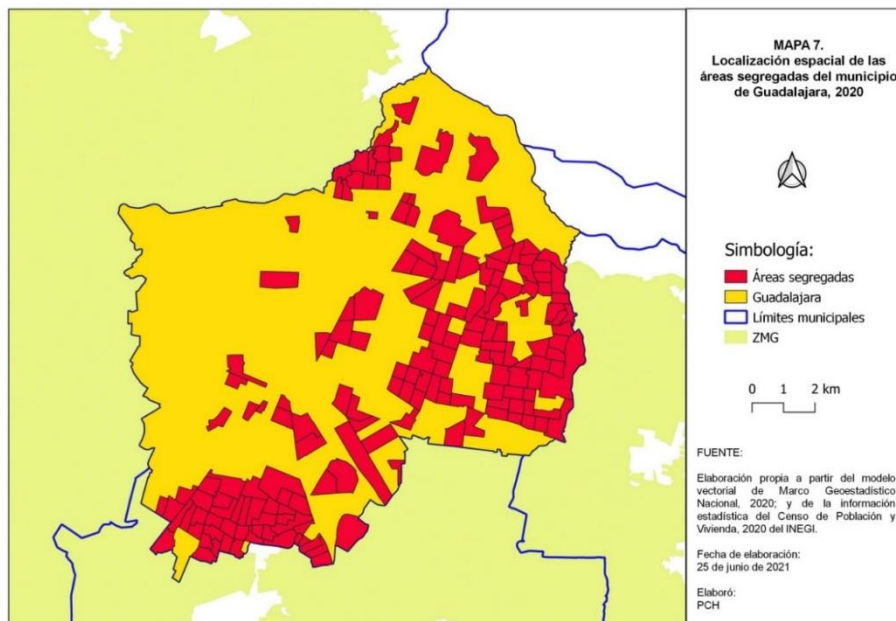 MAPA 7.
Localización espacial de las
áreas segregadas del municipio
de Guadalajara, 2020
Simbología:
Áreas segregadas
Guadalajara
Límites municipales
ZMG
0 1 2 km
FUENTE:
Elaboración propia a partir del modelo
vectorial de Marco Geoestadístico
Nacional, 2020; y de la información
estadística del Censo de Población y
Vivienda, 2020 del INEGI.
Fecha de elaboración:
25 de junio de 2021
Elaboró:
PCH